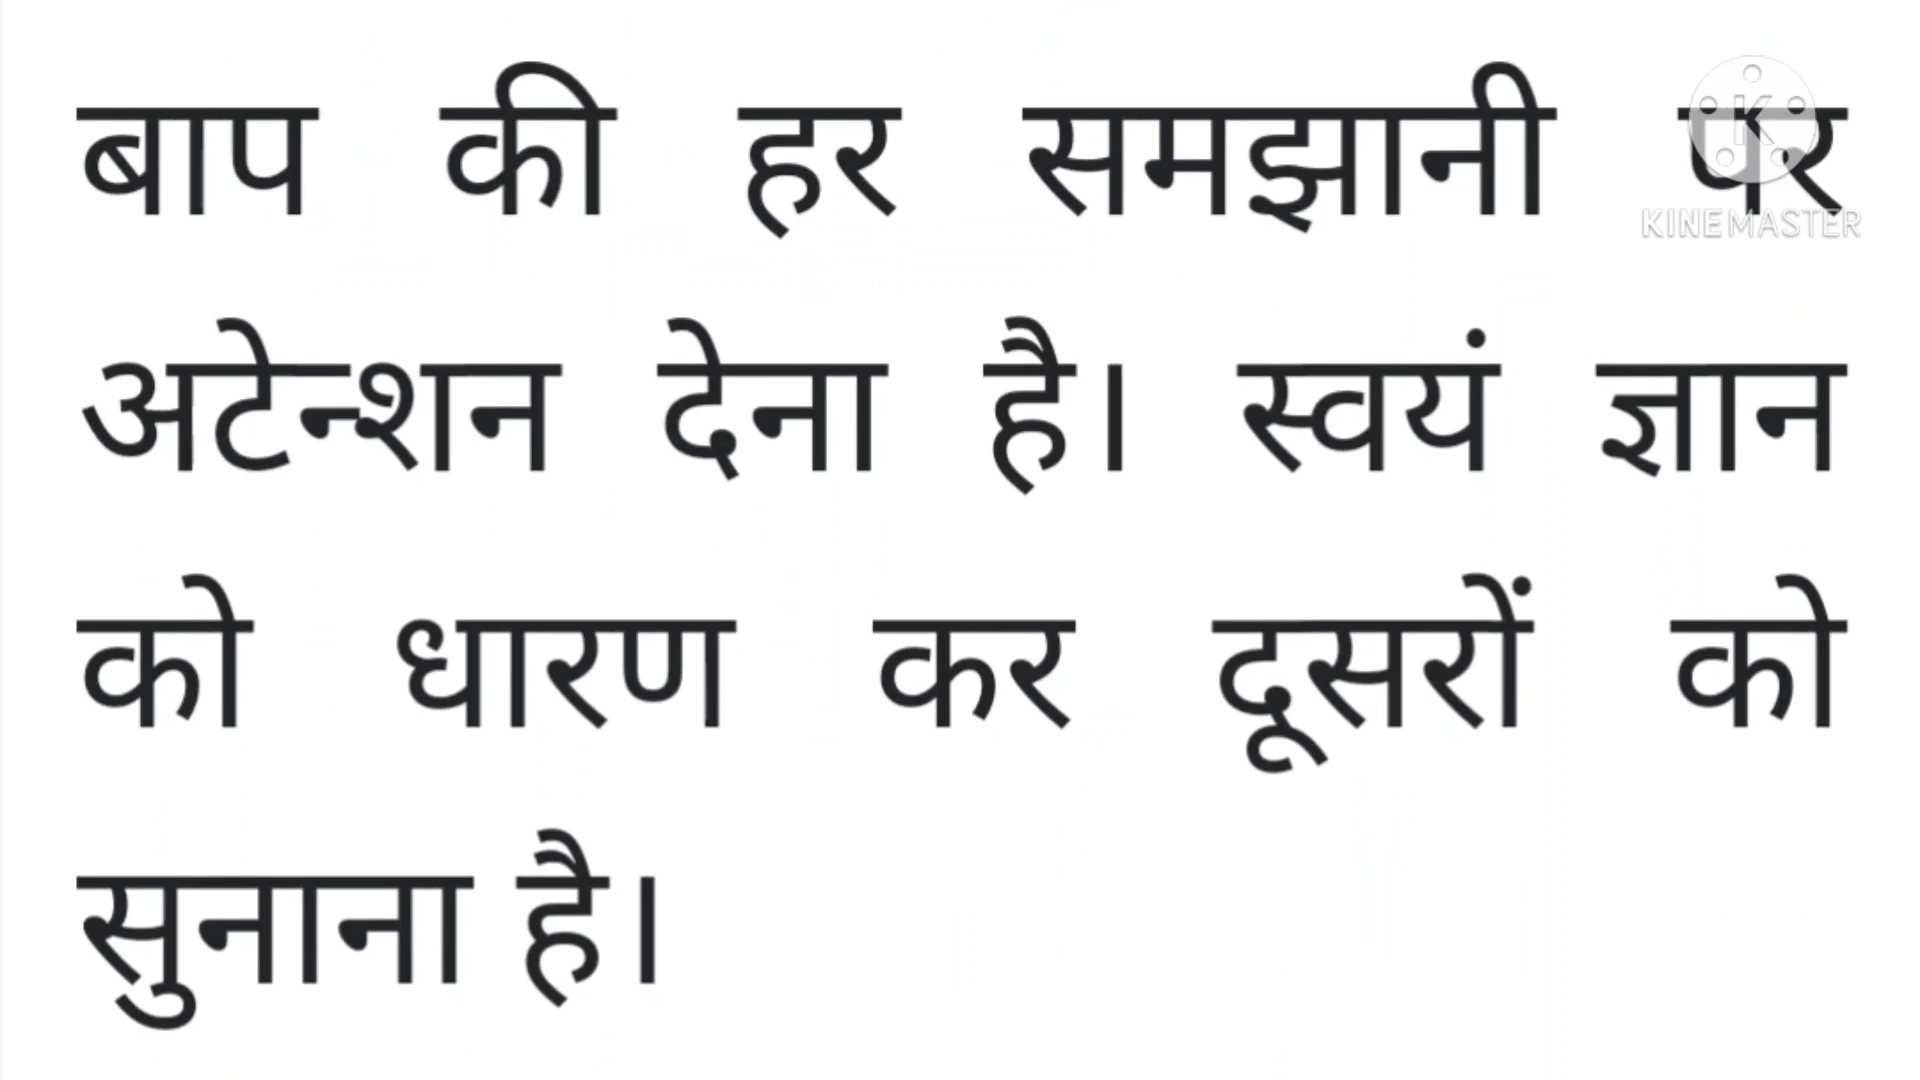 बाप की हर समझानी पर
KINEMASTER
अटेन्शन देना है। स्वयं ज्ञान
को धारण कर दूसरों को
सुनाना है।